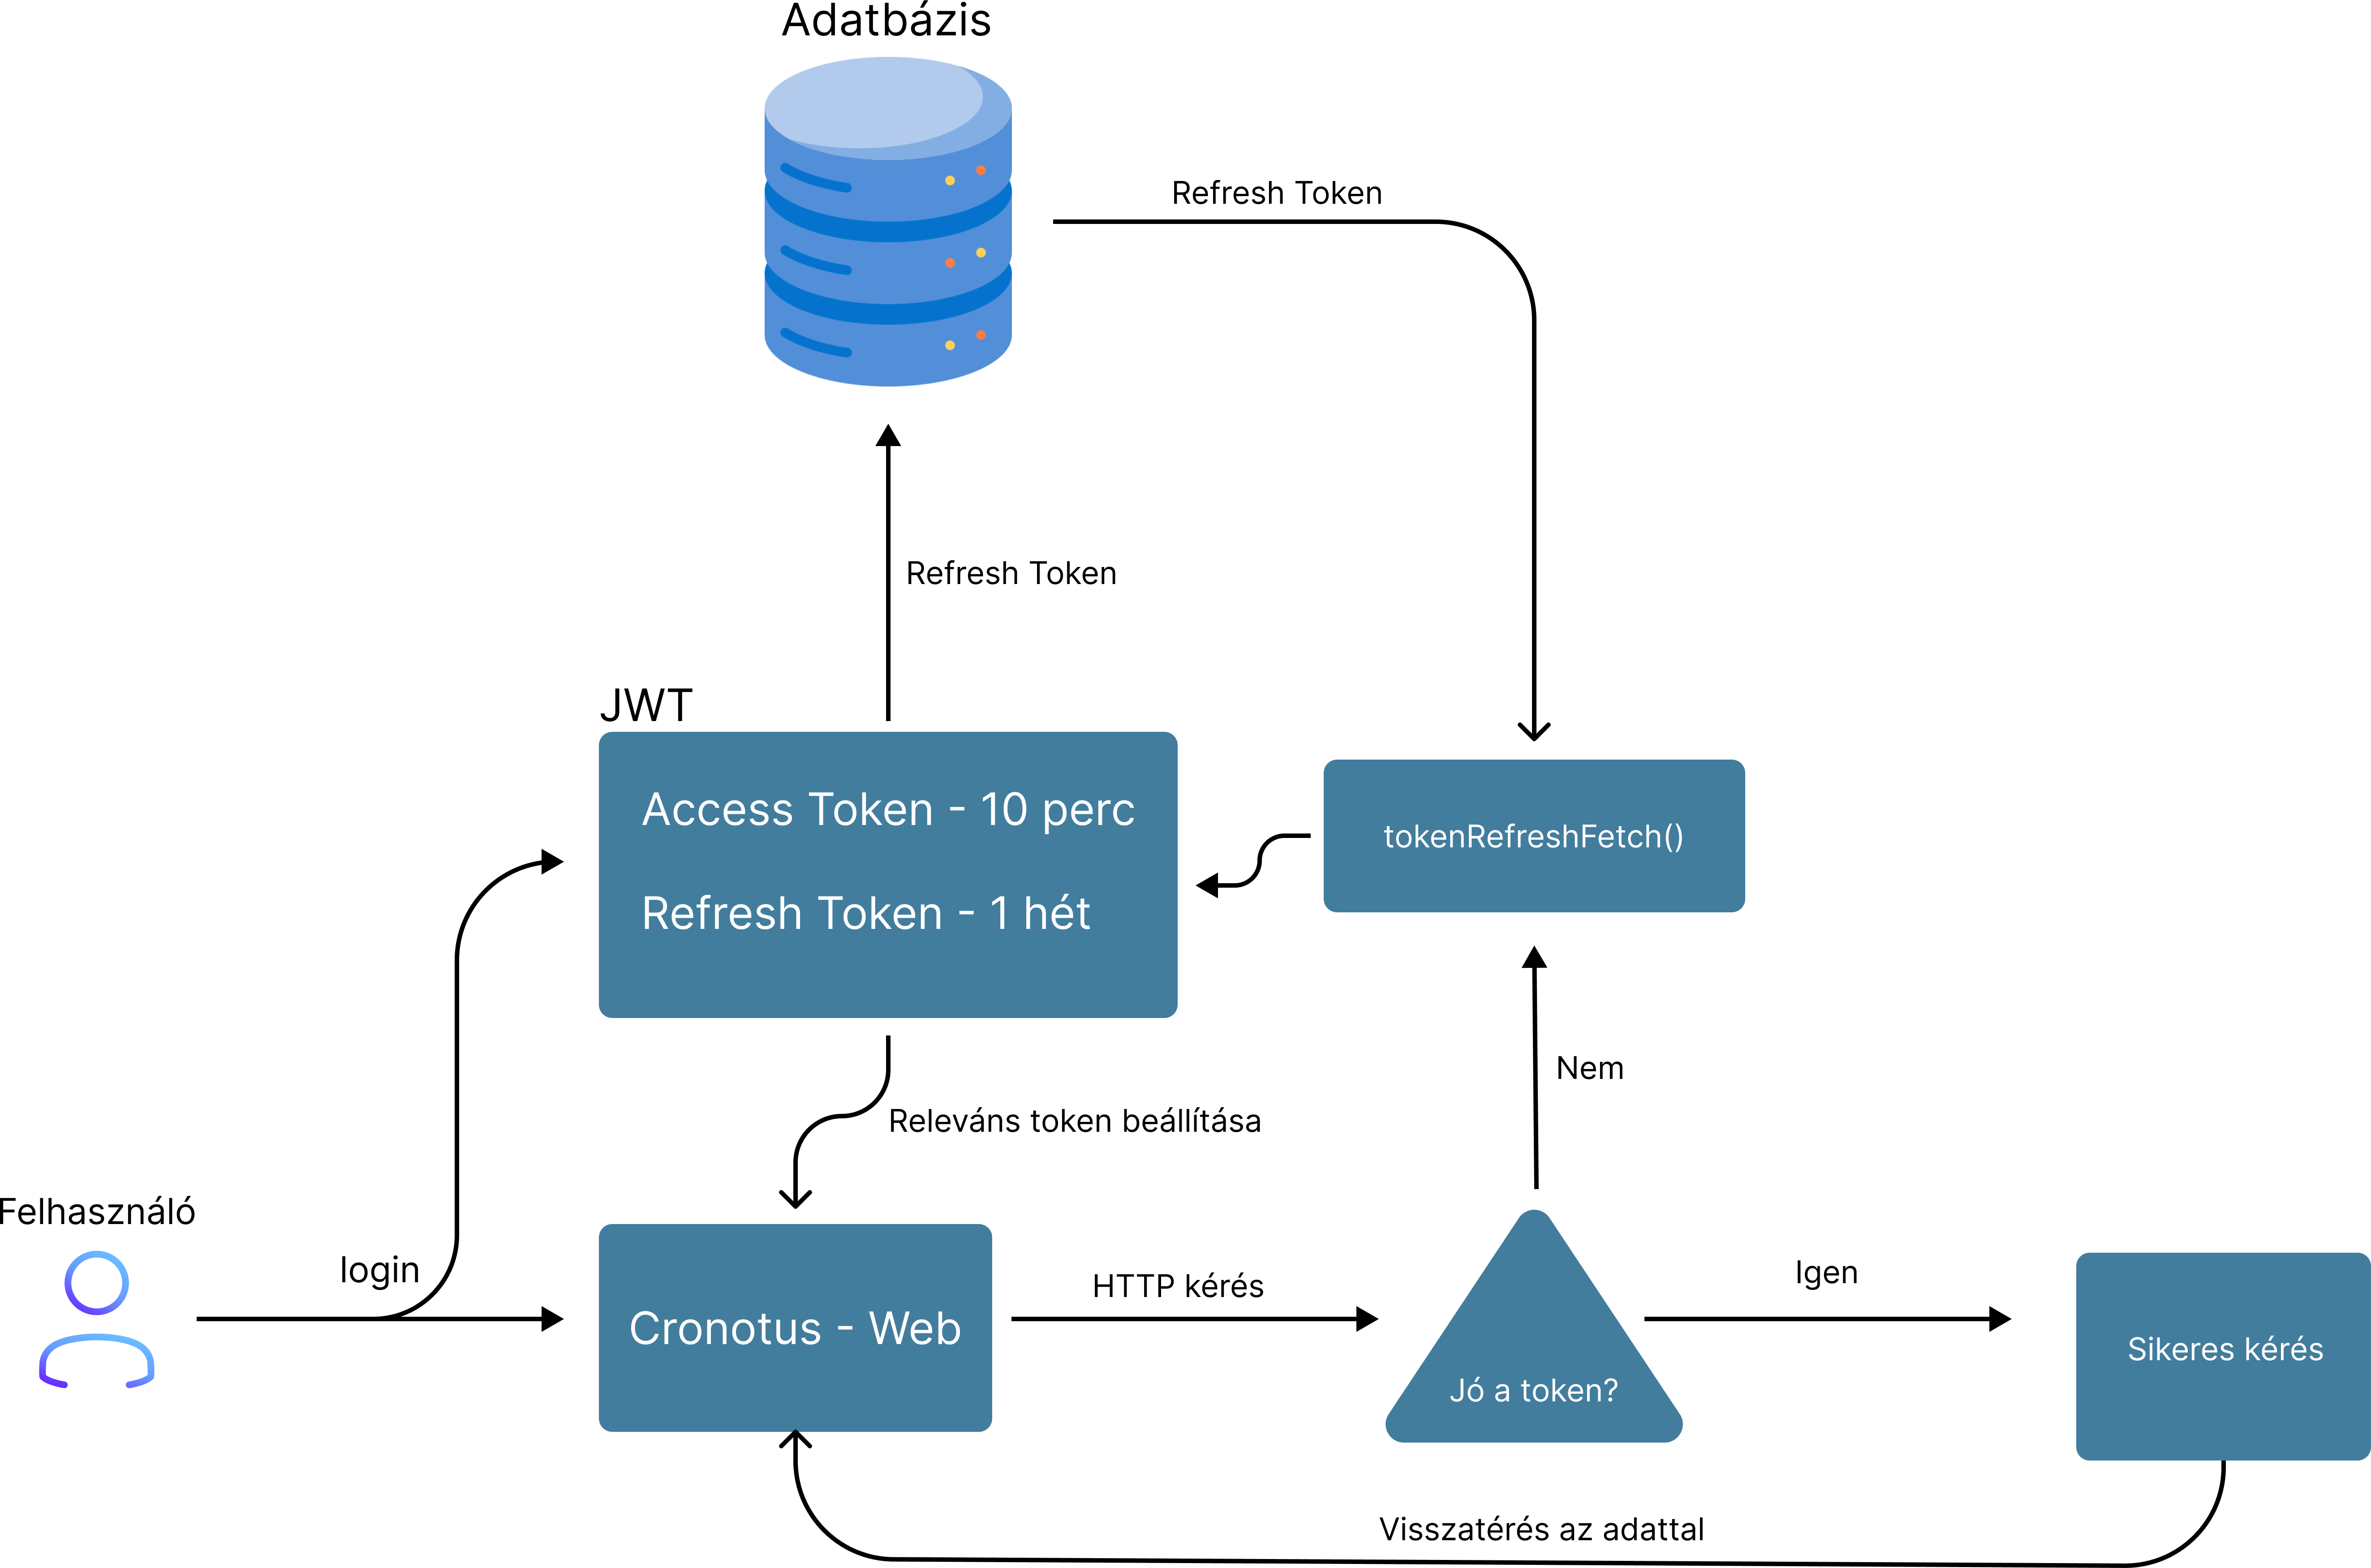 Adatbázis
Refresh Token
Refresh Token
JWT
Access Token - 10 perc
Refresh Token - 1 hét
tokenRefreshFetch()
Nem
Releváns token beállítása
Felhasználó
login
Cronotus - Web
HTTP kérés
Jó a token?
Igen
Sikeres kérés
Visszatérés az adattal